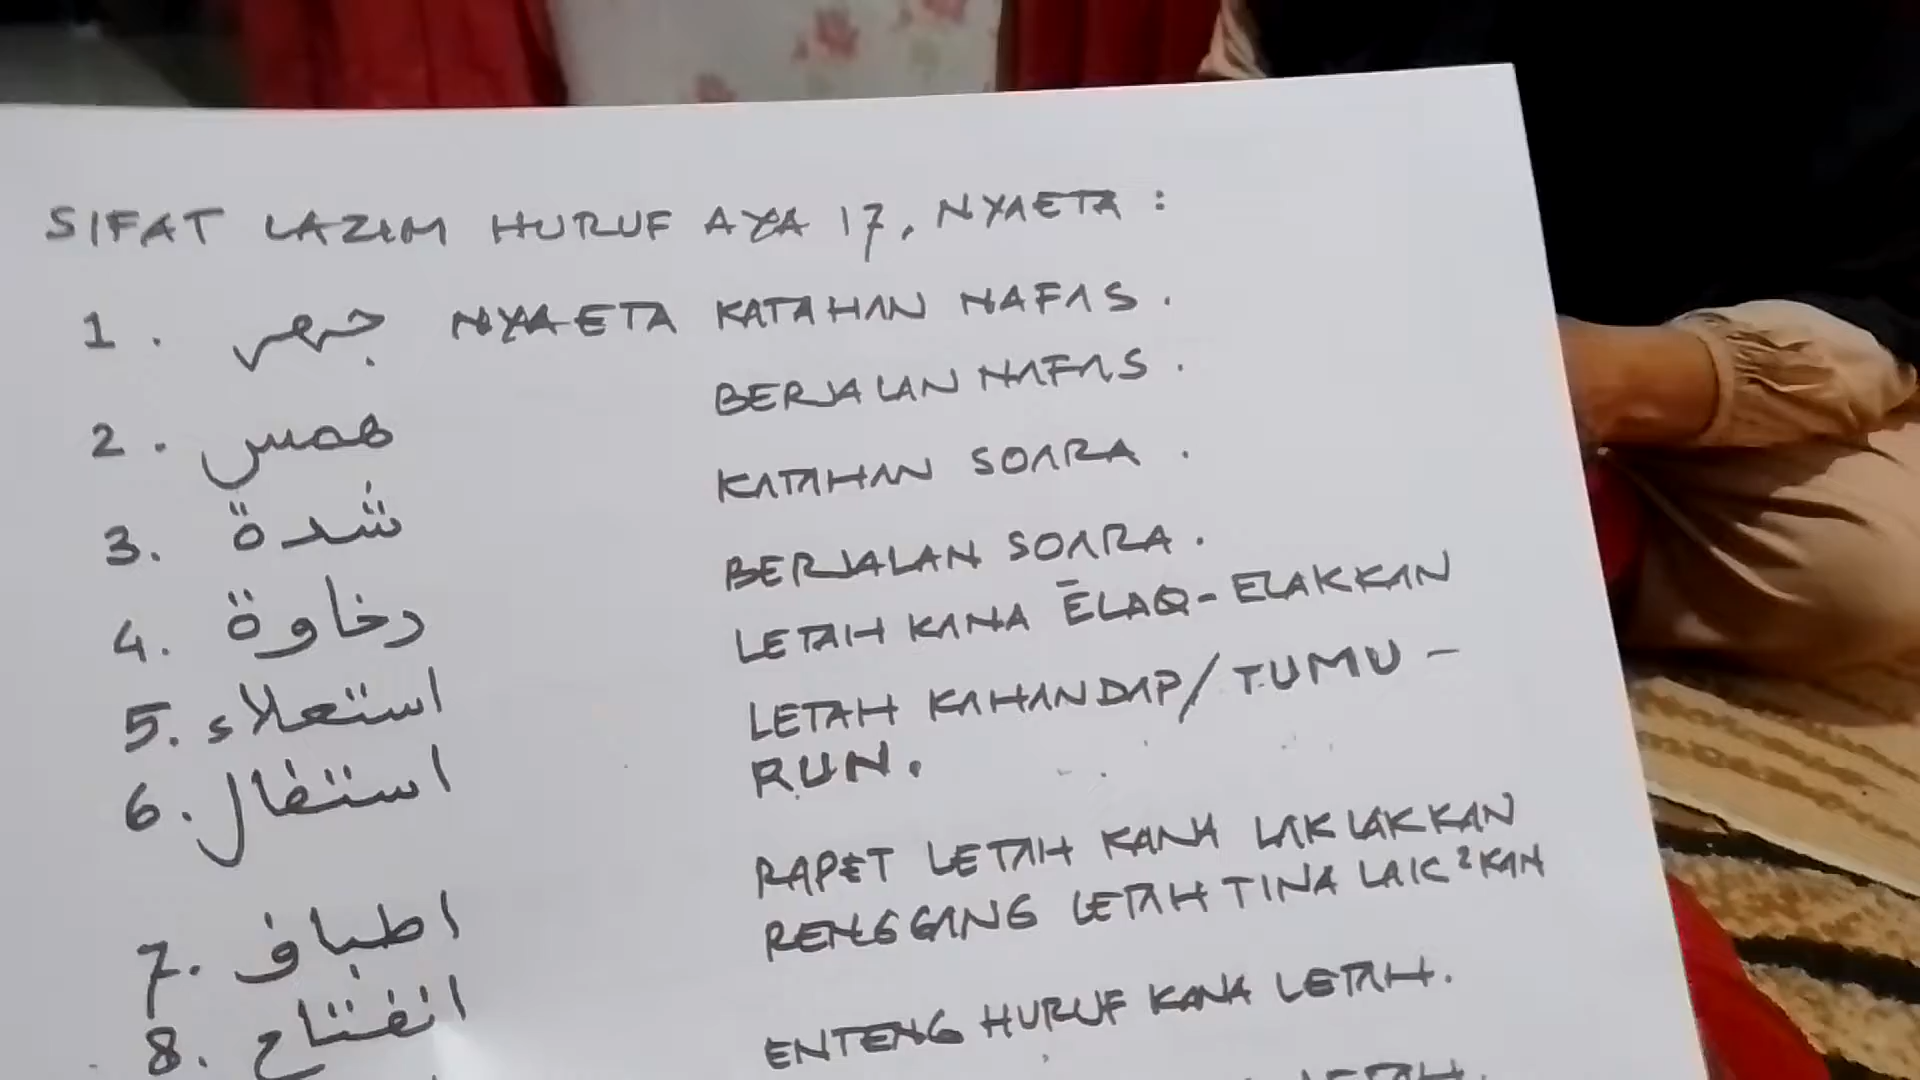 SIFAT LAZIM HURUF AYA 17, NYAETA :
1. جهر NYAETA KATAHAN NAFAS.
2. همس BERJALAN NAFAS.
3. شدة KATAHAN SOARA.
4. رخاوة BERJALAN SOARA.
5. استعلاء LETAH KANA ĒLAQ-ELAKKAN
6. استفال LETAH KAHANDAP/TUMU-
RUN.
7. اطباق RAPET LETAH KANA LAKLAKKAN
8. انفتاح RENGGANG LETAH TINA LAK²KAN
ENTENG HURUF KANA LETAH.
LETAH.